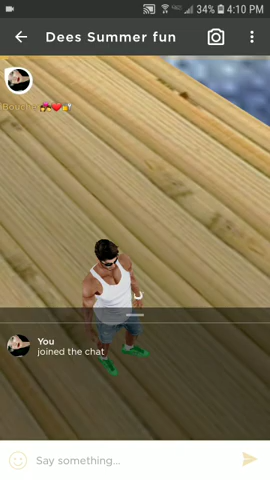 34% 4:10 PM
Dees Summer fun
You
joined the chat
Say something...